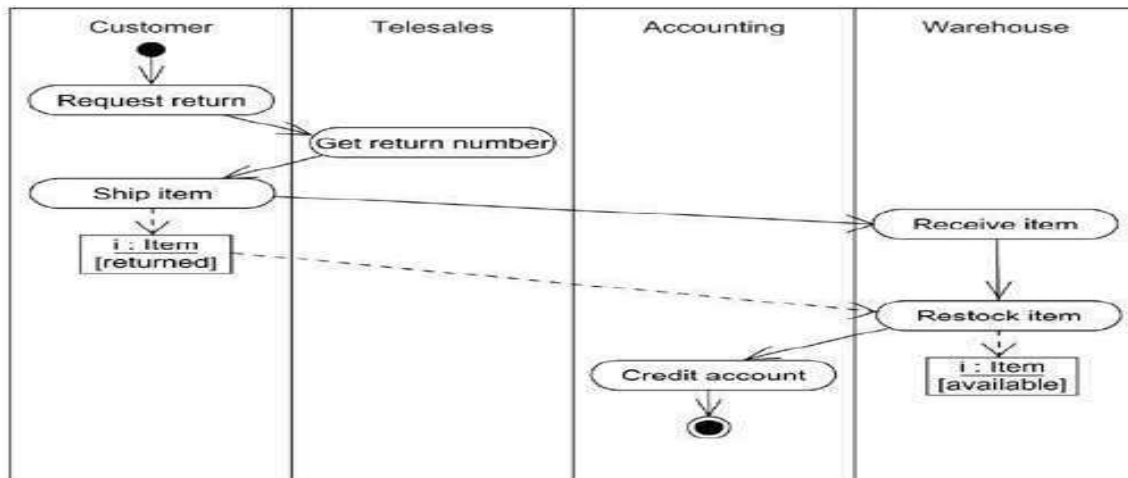 Customer
Telesales
Accounting
Warehouse
Request return
Get return number
Ship item
Receive item
i : Item
[returned]
Restock item
Credit account
i : Item
[available]